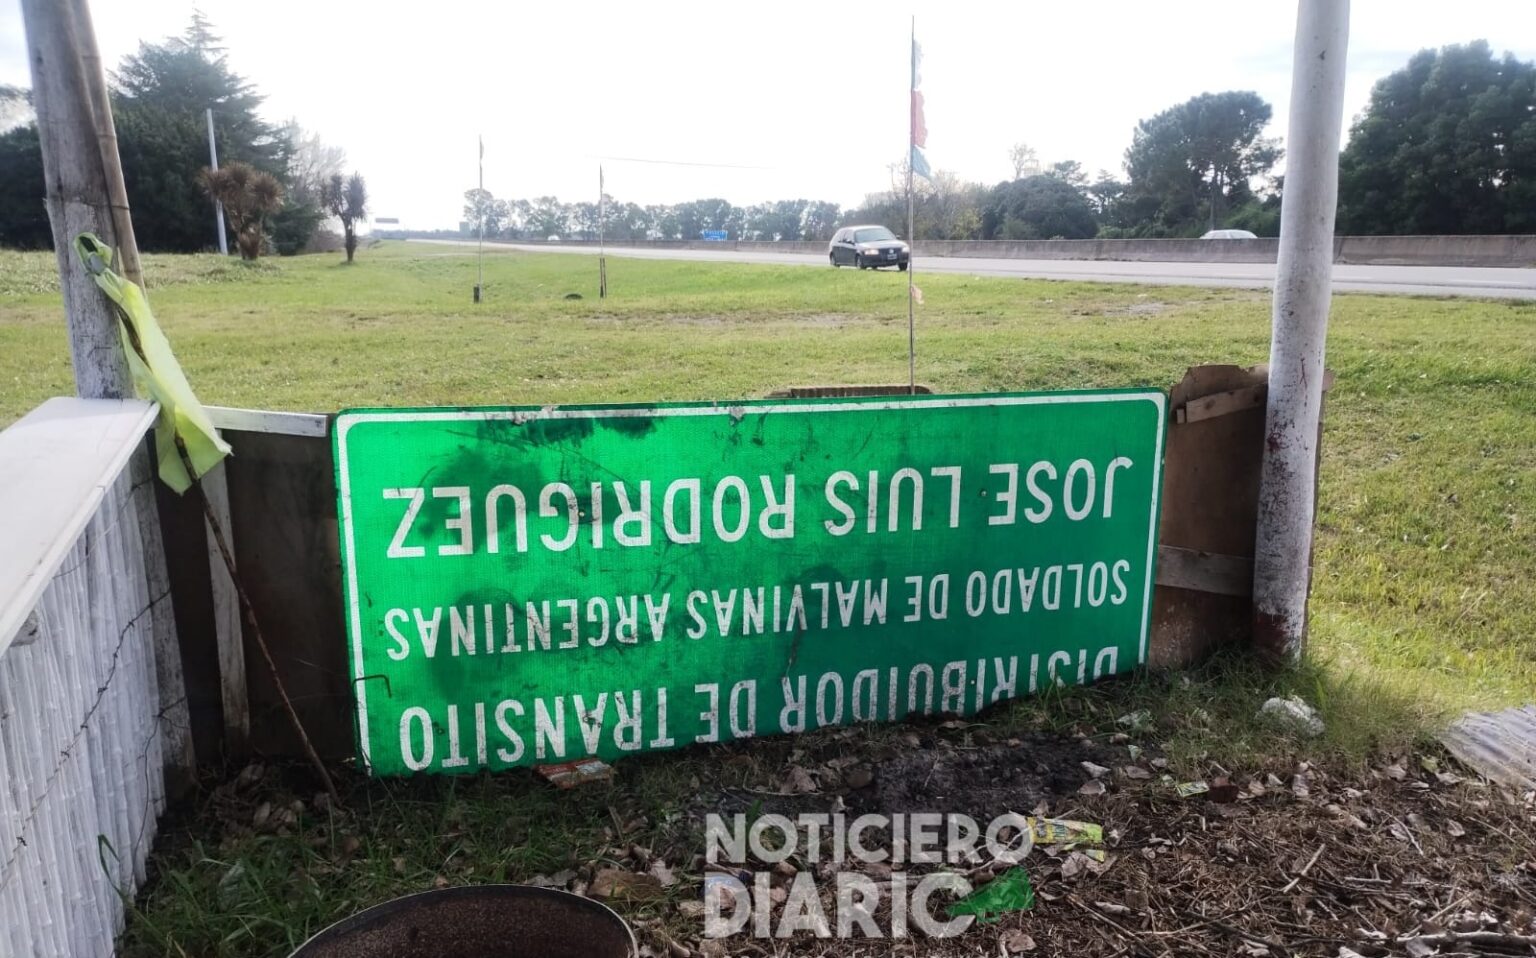 DISTRIBUIDOR DE TRANSITO
SOLDADO DE MALVINAS ARGENTINAS
JOSE LUIS RODRIGUEZ
NOTICIERO
DIARIO